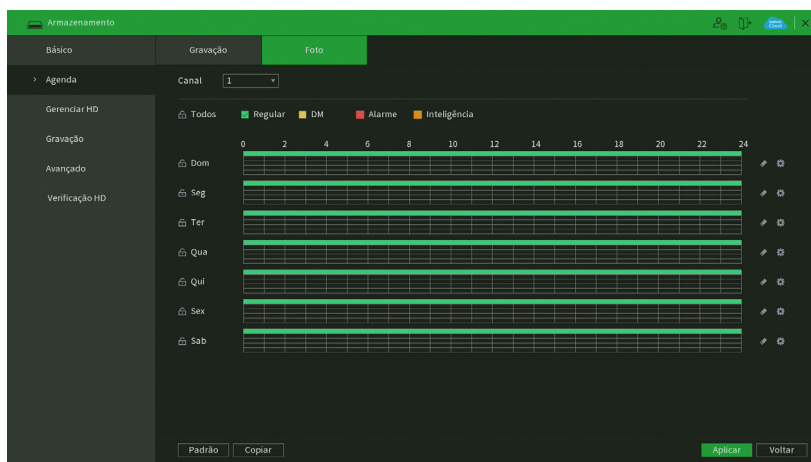 Armazenamento
Básico
Gravação Foto
Agenda
Canal 1
Gerenciar HD
Todos Regular DM Alarme Inteligência
Gravação
0 2 4 6 8 10 12 14 16 18 20 22 24
Avançado
Dom
Verificação HD
Seg
Ter
Qua
Qui
Sex
Sab
Padrão Copiar Aplicar Voltar